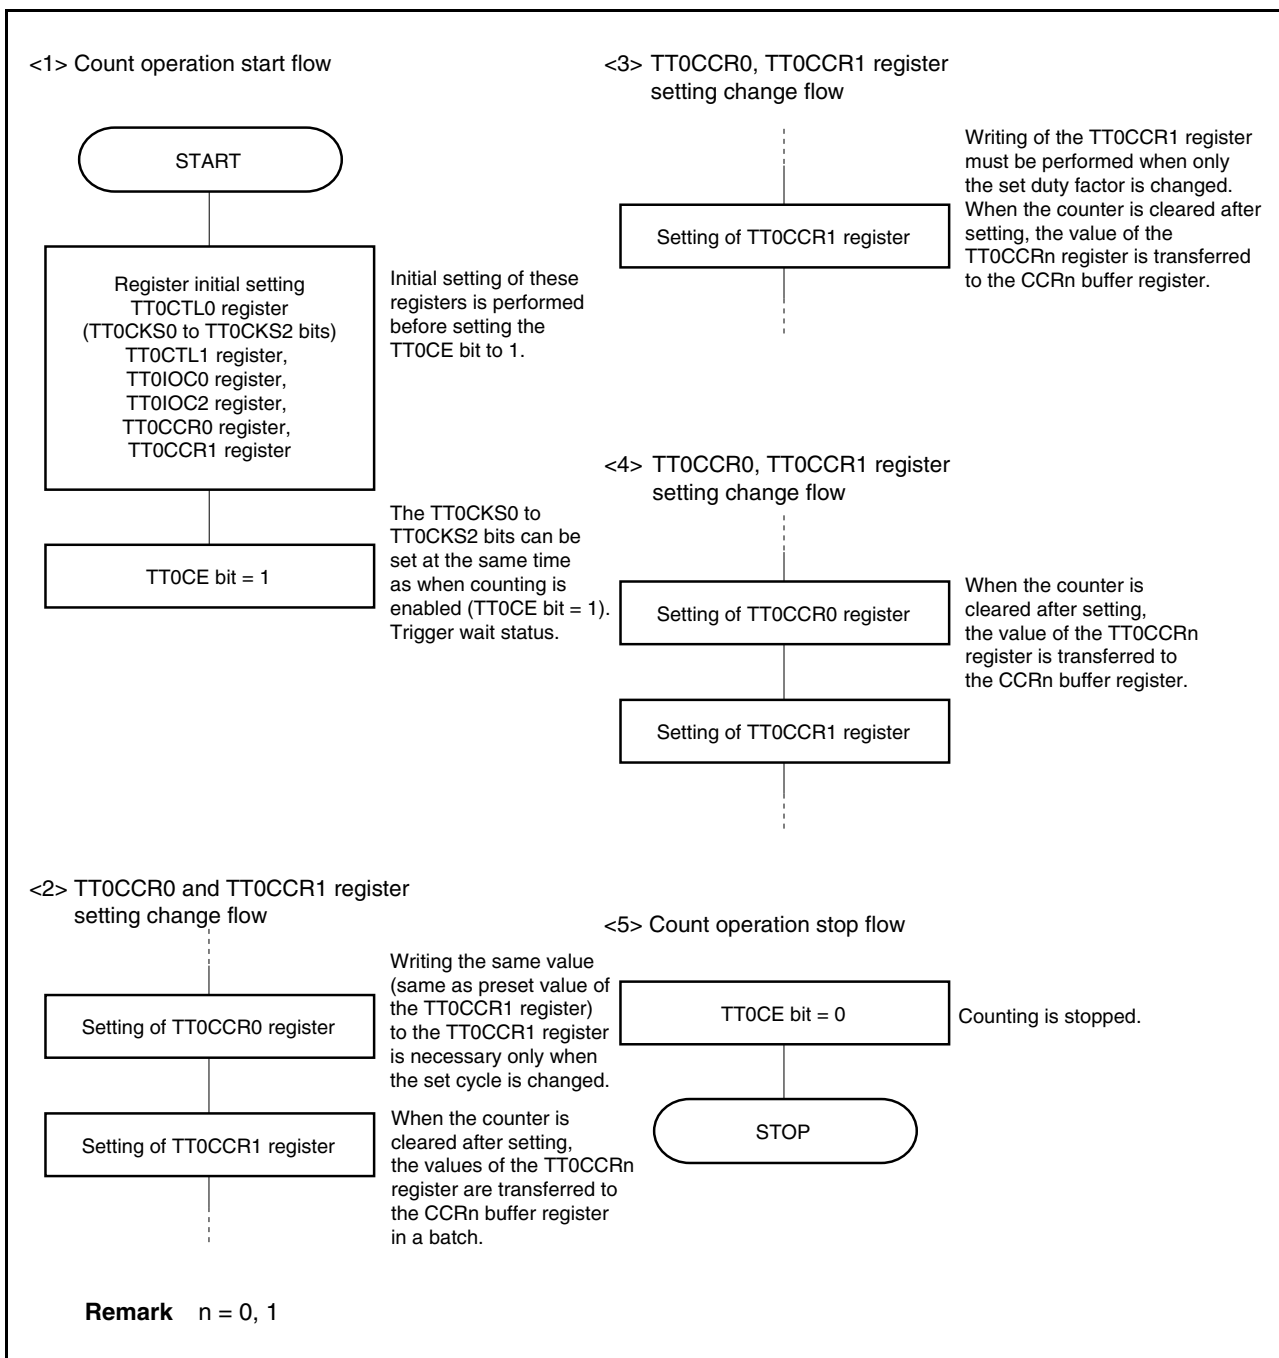 <1> Count operation start flow
START
Register initial setting
TT0CTL0 register
(TT0CKS0 to TT0CKS2 bits)
TT0CTL1 register,
TT0IOC0 register,
TT0IOC2 register,
TT0CCR0 register,
TT0CCR1 register
Initial setting of these
registers is performed
before setting the
TT0CE bit to 1.
TT0CE bit = 1
The TT0CKS0 to
TT0CKS2 bits can be
set at the same time
as when counting is
enabled (TT0CE bit = 1).
Trigger wait status.
<2> TT0CCR0 and TT0CCR1 register
setting change flow
Setting of TT0CCR0 register
Writing the same value
(same as preset value of
the TT0CCR1 register)
to the TT0CCR1 register
is necessary only when
the set cycle is changed.
Setting of TT0CCR1 register
When the counter is
cleared after setting,
the values of the TT0CCRn
register are transferred to
the CCRn buffer register
in a batch.
<3> TT0CCR0, TT0CCR1 register
setting change flow
Setting of TT0CCR1 register
Writing of the TT0CCR1 register
must be performed when only
the set duty factor is changed.
When the counter is cleared after
setting, the value of the
TT0CCRn register is transferred
to the CCRn buffer register.
<4> TT0CCR0, TT0CCR1 register
setting change flow
Setting of TT0CCR0 register
When the counter is
cleared after setting,
the value of the TT0CCRn
register is transferred to
the CCRn buffer register.
Setting of TT0CCR1 register
<5> Count operation stop flow
TT0CE bit = 0
Counting is stopped.
STOP
Remark n = 0, 1